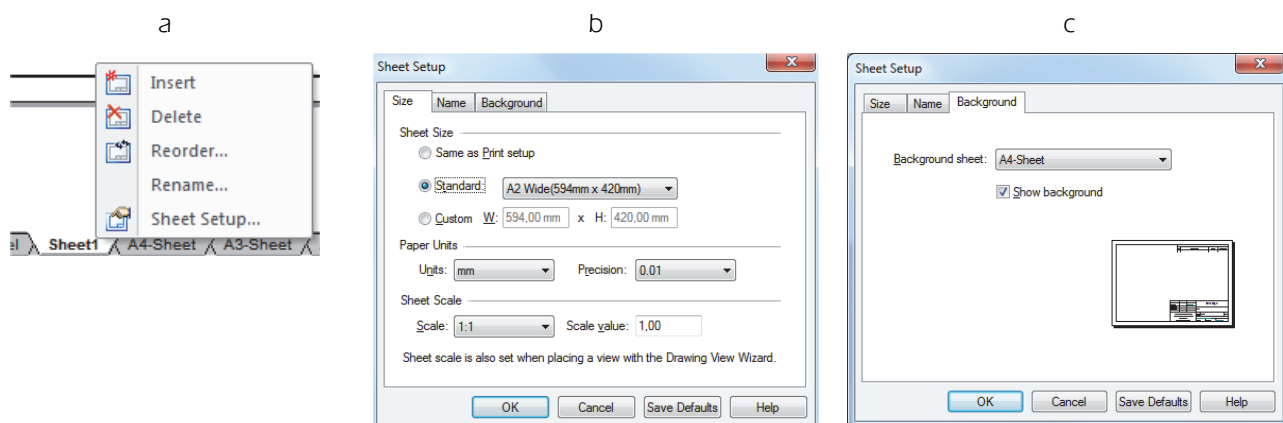 a
Insert
Delete
Reorder...
Rename...
Sheet Setup...
Sheet1 A4-Sheet A3-Sheet
b
Sheet Setup
Size Name Background
Sheet Size
Same as Print setup
Standard: A2 Wide(594mm x 420mm)
Custom W: 594,00 mm x H: 420,00 mm
Paper Units
Units: mm Precision: 0.01
Sheet Scale
Scale: 1:1 Scale value: 1,00
Sheet scale is also set when placing a view with the Drawing View Wizard.
OK Cancel Save Defaults Help
c
Sheet Setup
Size Name Background
Background sheet: A4-Sheet
Show background
OK Cancel Save Defaults Help